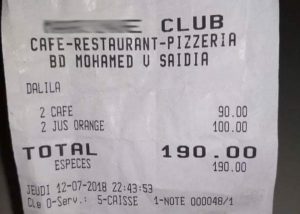 CLUB
CAFE-RESTAURANT-PIZZERIA
BD MOHAMED V SAIDIA
DALILA
2 CAFE 90.00
2 JUS ORANGE 100.00
TOTAL 190.00
ESPECES 190.00
JEUDI 12-07-2018 22:43:53
Cle 0-Serv.: 5-CAISSE 1-NOTE 000048/1